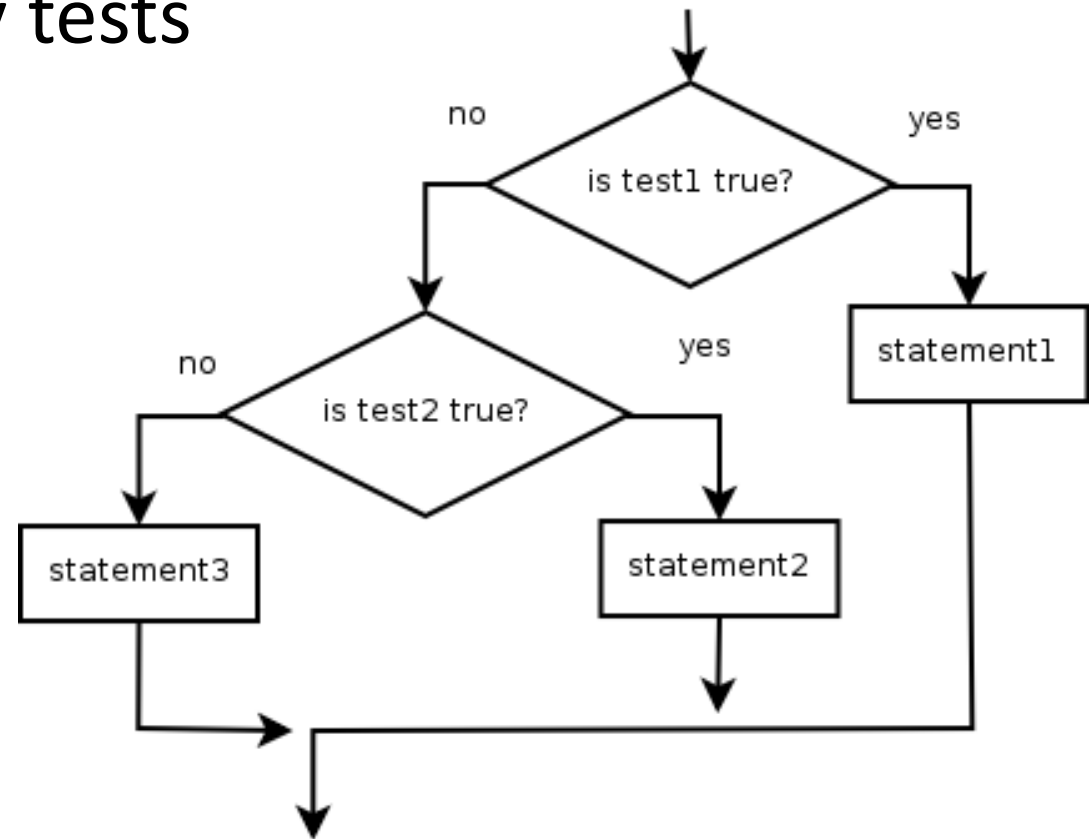 tests
no
yes
is test1 true?
no
yes
statement1
is test2 true?
statement3
statement2